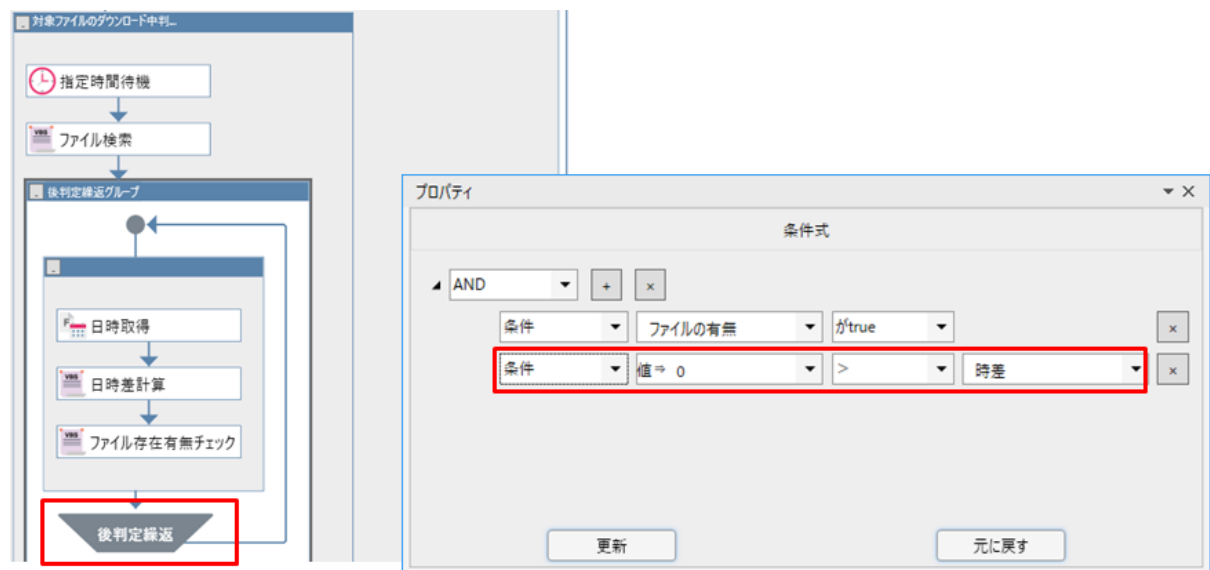 対象ファイルのダウンロード中判...
指定時間待機
VBS
ファイル検索
後判定繰返グループ
日時取得
VBS
日時差計算
VBS
ファイル存在有無チェック
後判定繰返
プロパティ
条件式
AND + ×
条件 ファイルの有無 がtrue ×
条件 値⇒ 0 > 時差 ×
更新 元に戻す